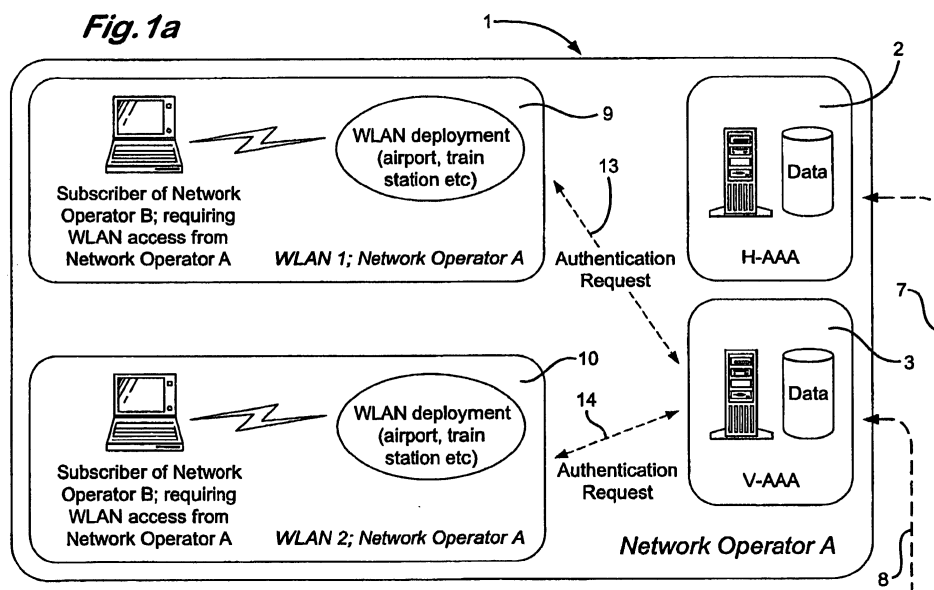 Fig.1a
1
2
9
WLAN deployment
(airport, train
station etc)
Subscriber of Network
Operator B; requiring
WLAN access from
Network Operator A
WLAN 1; Network Operator A
13
Authentication
Request
Data
H-AAA
7
10
WLAN deployment
(airport, train
station etc)
Subscriber of Network
Operator B; requiring
WLAN access from
Network Operator A
WLAN 2; Network Operator A
14
Authentication
Request
3
Data
V-AAA
Network Operator A
8